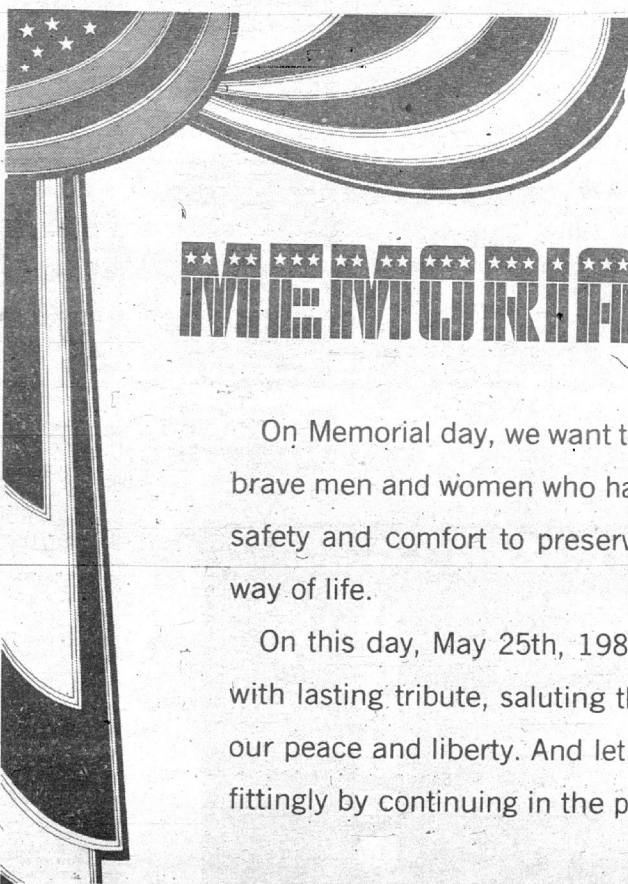 MEMORIA
On Memorial day, we want t
brave men and women who ha
safety and comfort to preserv
way of life.
On this day, May 25th, 198
with lasting tribute, saluting th
our peace and liberty. And let
fittingly by continuing in the p